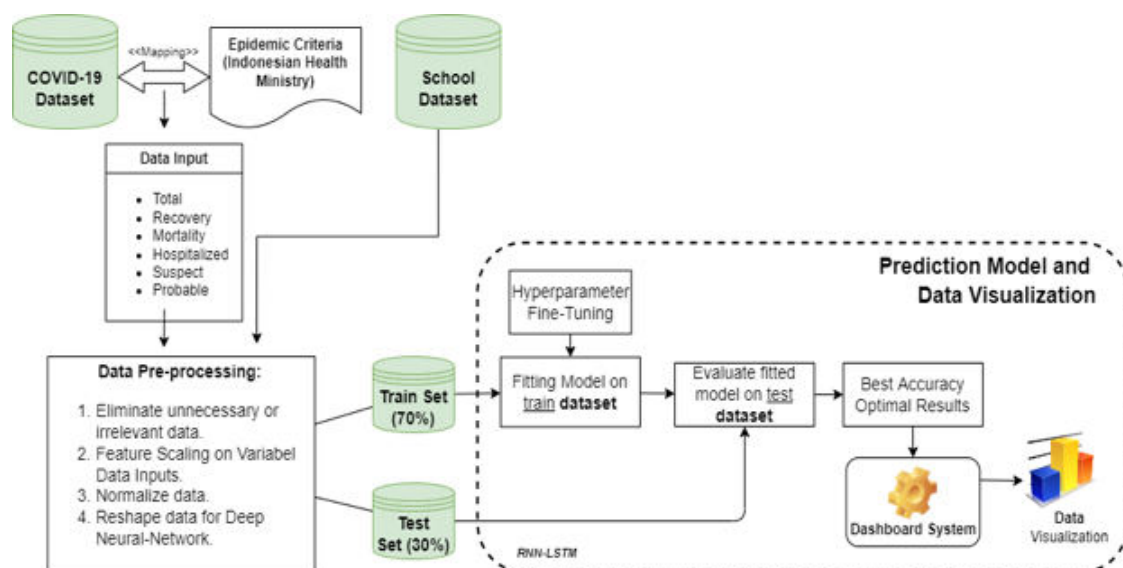 COVID-19
Dataset
<<Mapping>>
Epidemic Criteria
(Indonesian Health
Ministry)
School
Dataset
Data Input
Total
Recovery
Mortality
Hospitalized
Suspect
Probable
Data Pre-processing:
1. Eliminate unnecessary or
irrelevant data.
2. Feature Scaling on Variabel
Data Inputs.
3. Normalize data.
4. Reshape data for Deep
Neural-Network.
Train Set
(70%)
Test
Set (30%)
Prediction Model and
Data Visualization
Hyperparameter
Fine-Tuning
Fitting Model on
train dataset
Evaluate fitted
model on test
dataset
Best Accuracy
Optimal Results
Dashboard System
Data
Visualization
RNN-LSTM